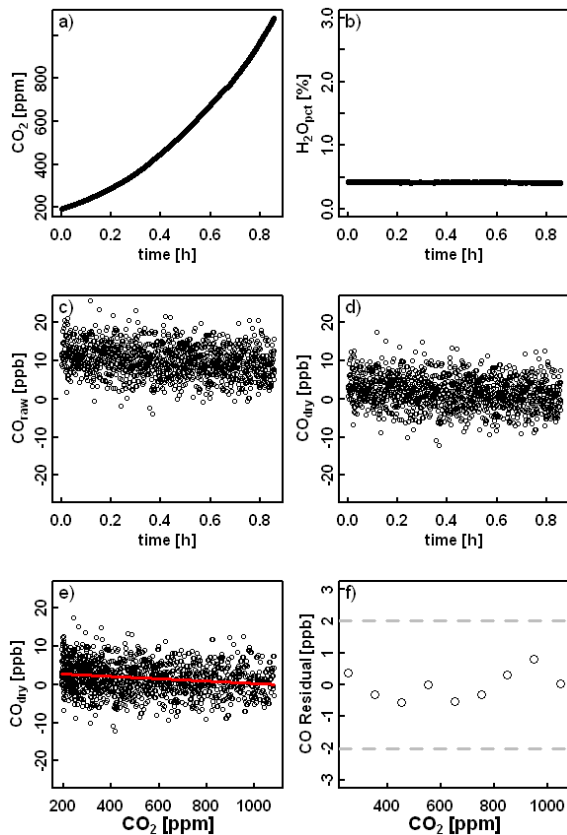 a)
CO2 [ppm]
200 400 600 800
0.0 0.2 0.4 0.6 0.8
time [h]
b)
H2Opct [%]
0.0 1.0 2.0 3.0
0.0 0.2 0.4 0.6 0.8
time [h]
c)
COraw [ppb]
-20 -10 0 10 20
0.0 0.2 0.4 0.6 0.8
time [h]
d)
COdry [ppb]
-20 -10 0 10 20
0.0 0.2 0.4 0.6 0.8
time [h]
e)
COdry [ppb]
-20 0 10 20
200 400 600 800 1000
CO2 [ppm]
f)
CO Residual [ppb]
-3 -2 -1 0 1 2 3
400 600 800 1000
CO2 [ppm]